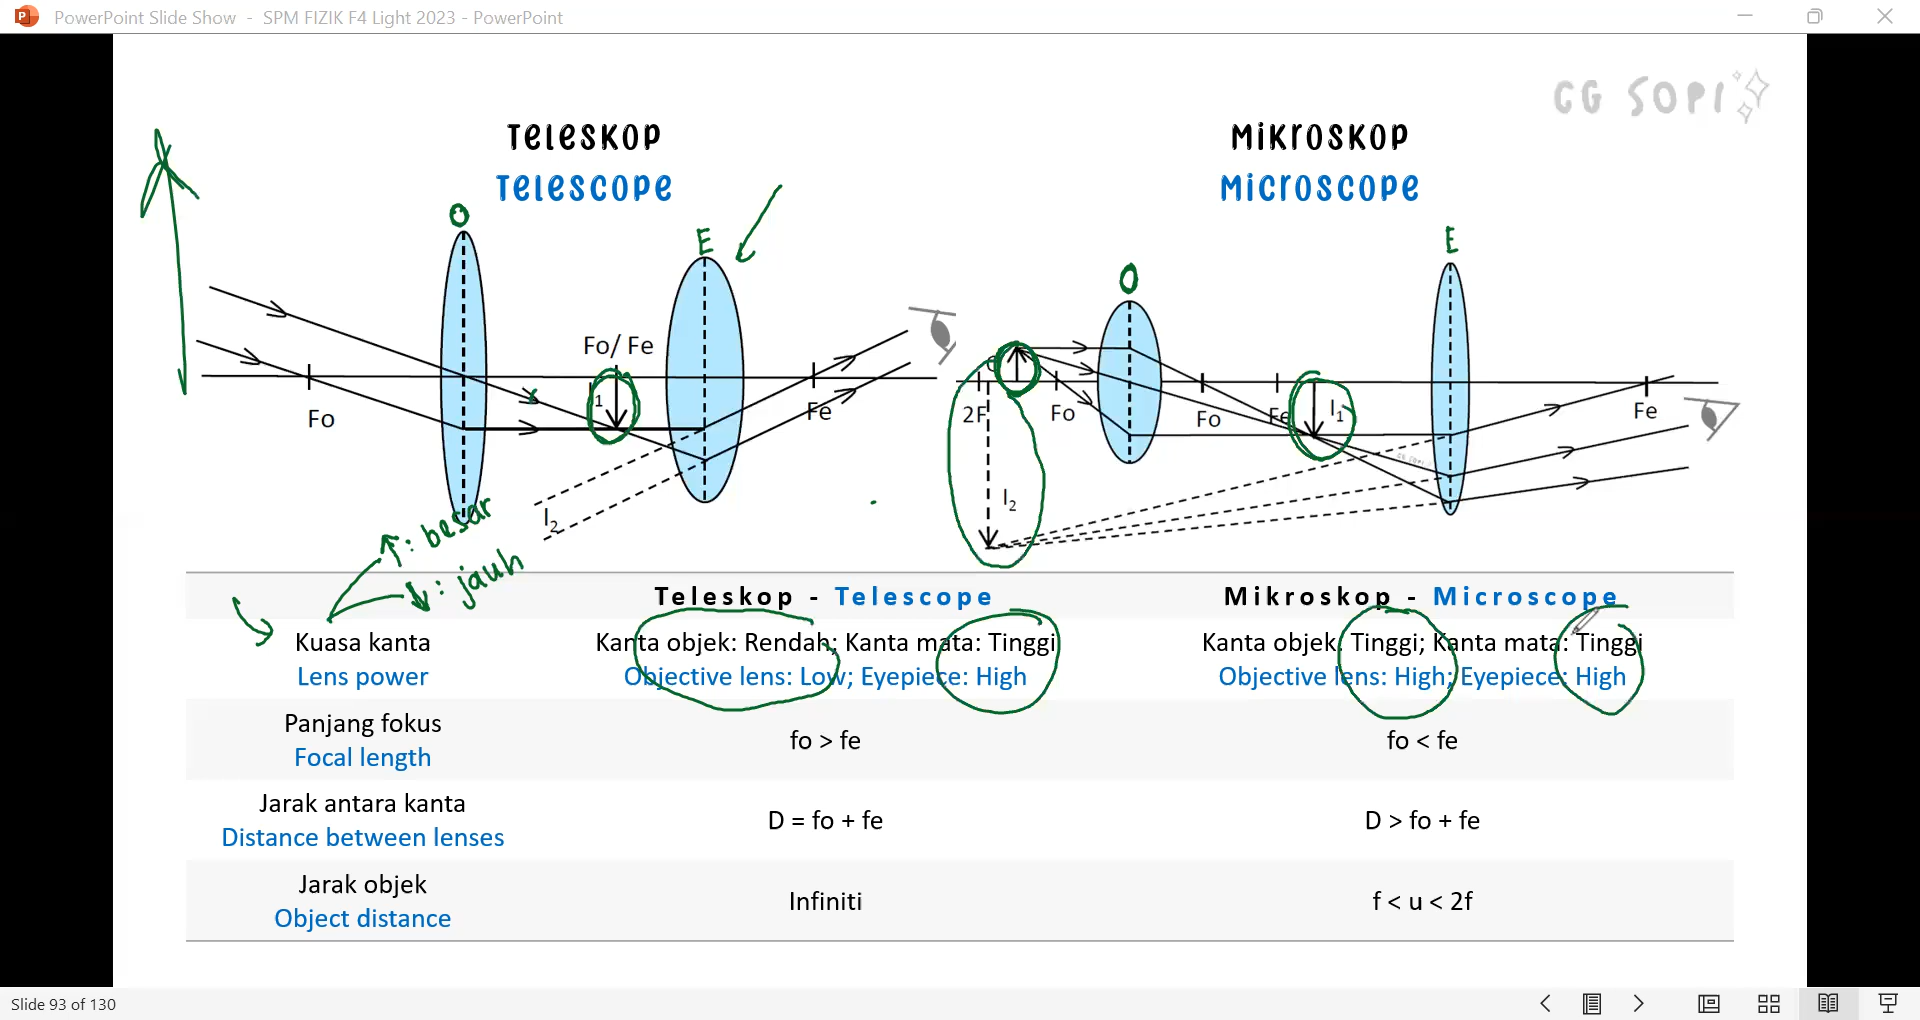 PowerPoint Slide Show - SPM FIZIK F4 Light 2023 - PowerPoint
CG SOPI
Teleskop
Telescope
Mikroskop
Microscope
O
E
Fo/ Fe
1
Fo
Fe
I2
O
E
2F
Fo
Fo
Fe
I1
Fe
I2
↑: besar
↓: jauh
Teleskop - Telescope
Mikroskop - Microscope
Kuasa kanta
Lens power
Kanta objek: Rendah; Kanta mata: Tinggi
Objective lens: Low; Eyepiece: High
Kanta objek: Tinggi; Kanta mata: Tinggi
Objective lens: High; Eyepiece: High
Panjang fokus
Focal length
fo > fe
fo < fe
Jarak antara kanta
Distance between lenses
D = fo + fe
D > fo + fe
Jarak objek
Object distance
Infiniti
f < u < 2f
Slide 93 of 130